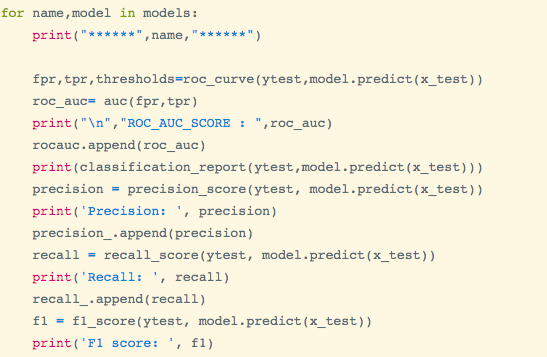 for name,model in models:
    print("******",name,"******")
    fpr,tpr,thresholds=roc_curve(ytest,model.predict(x_test))
    roc_auc= auc(fpr,tpr)
    print("\n","ROC_AUC_SCORE : ",roc_auc)
    rocauc.append(roc_auc)
    print(classification_report(ytest,model.predict(x_test)))
    precision = precision_score(ytest, model.predict(x_test))
    print('Precision: ', precision)
    precision_.append(precision)
    recall = recall_score(ytest, model.predict(x_test))
    print('Recall: ', recall)
    recall_.append(recall)
    f1 = f1_score(ytest, model.predict(x_test))
    print('F1 score: ', f1)